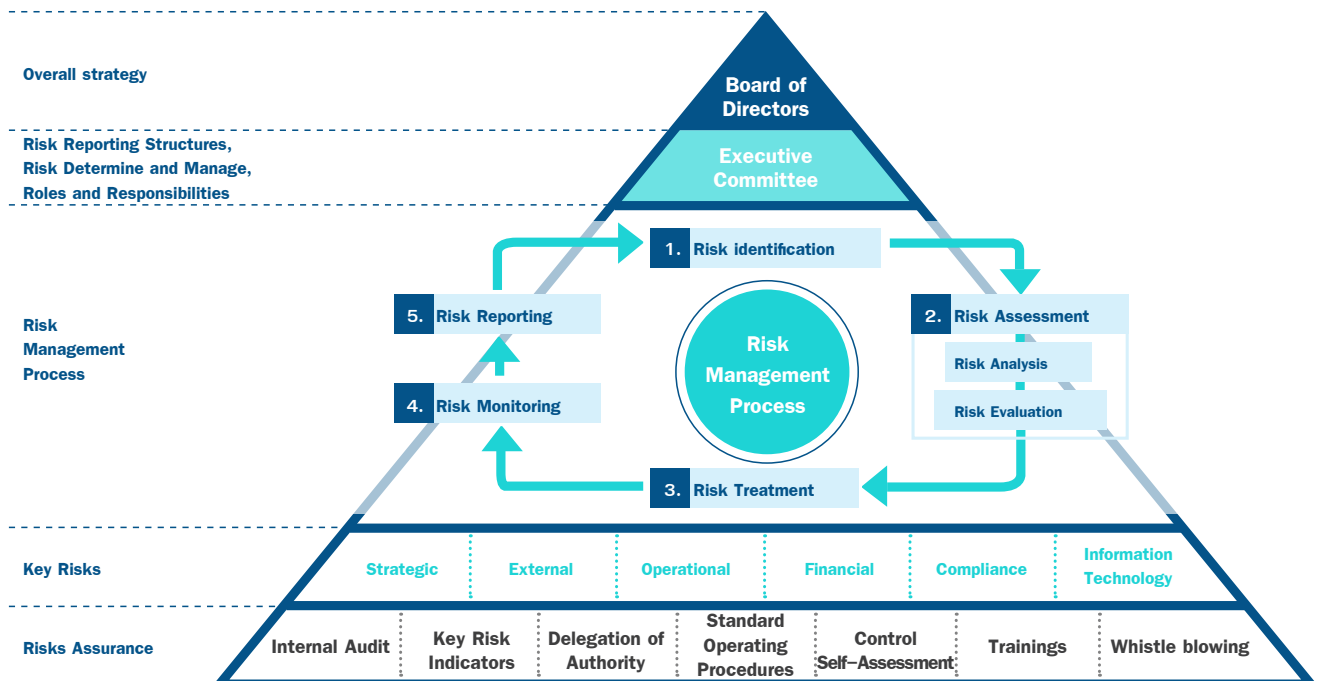 Overall strategy
Board of
Directors
Risk Reporting Structures,
Risk Determine and Manage,
Roles and Responsibilities
Executive
Committee
Risk
Management
Process
1. Risk identification
2. Risk Assessment
Risk Analysis
Risk Evaluation
3. Risk Treatment
4. Risk Monitoring
5. Risk Reporting
Risk
Management
Process
Key Risks
Strategic
External
Operational
Financial
Compliance
Information
Technology
Risks Assurance
Internal Audit
Key Risk
Indicators
Delegation of
Authority
Standard
Operating
Procedures
Control
Self–Assessment
Trainings
Whistle blowing